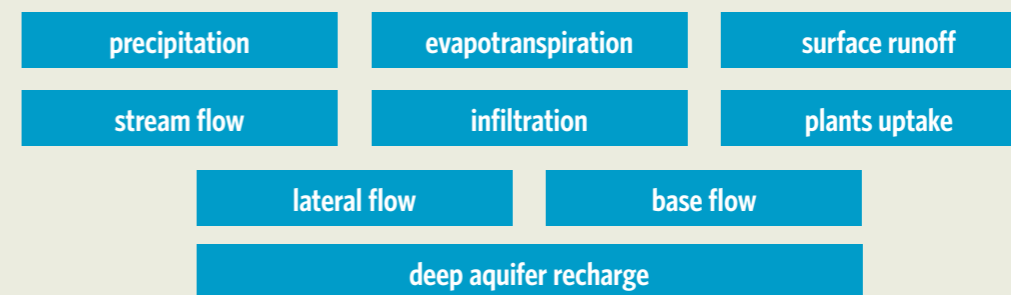 precipitation
evapotranspiration
surface runoff
stream flow
infiltration
plants uptake
lateral flow
base flow
deep aquifer recharge